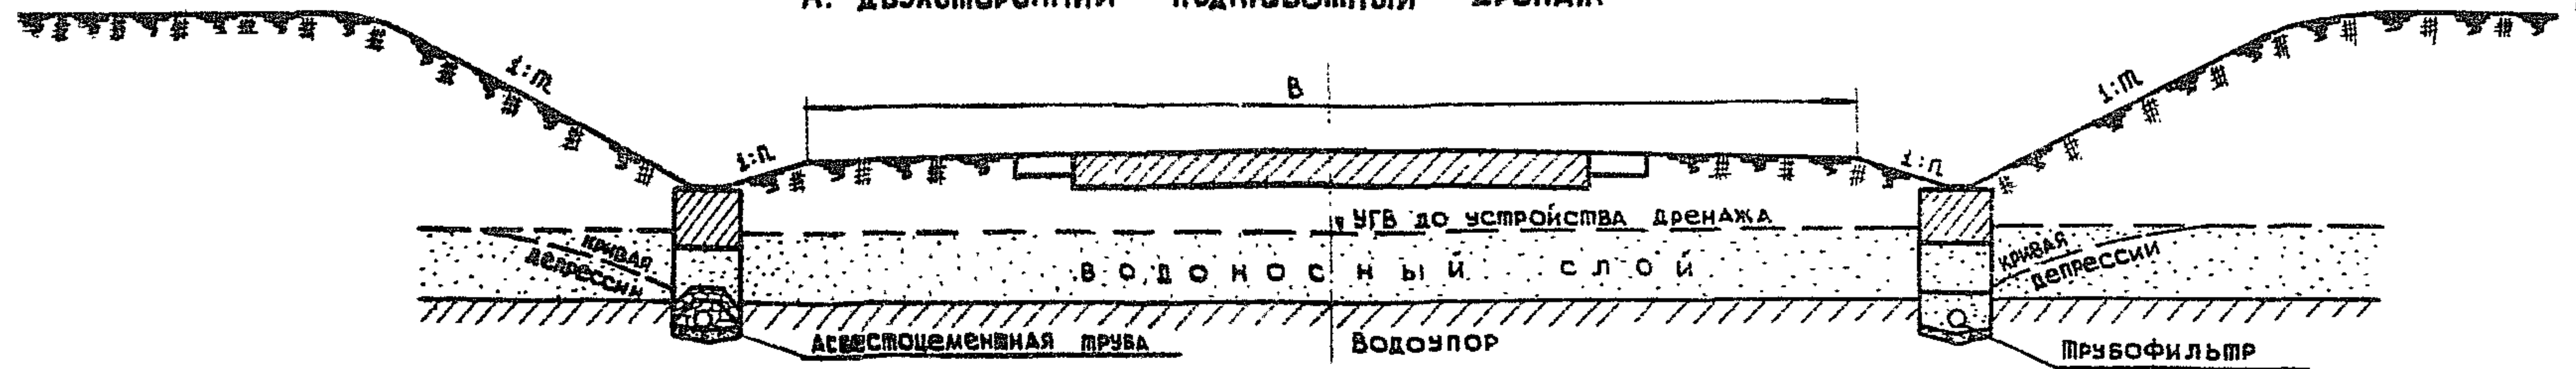 1:m
1:m
В
1:п
1:п
УГВ до устройства дренажа
кривая
депрессии
водоносный слой
кривая
депрессии
Асбестоцементная труба
Водоупор
Трубофильтр